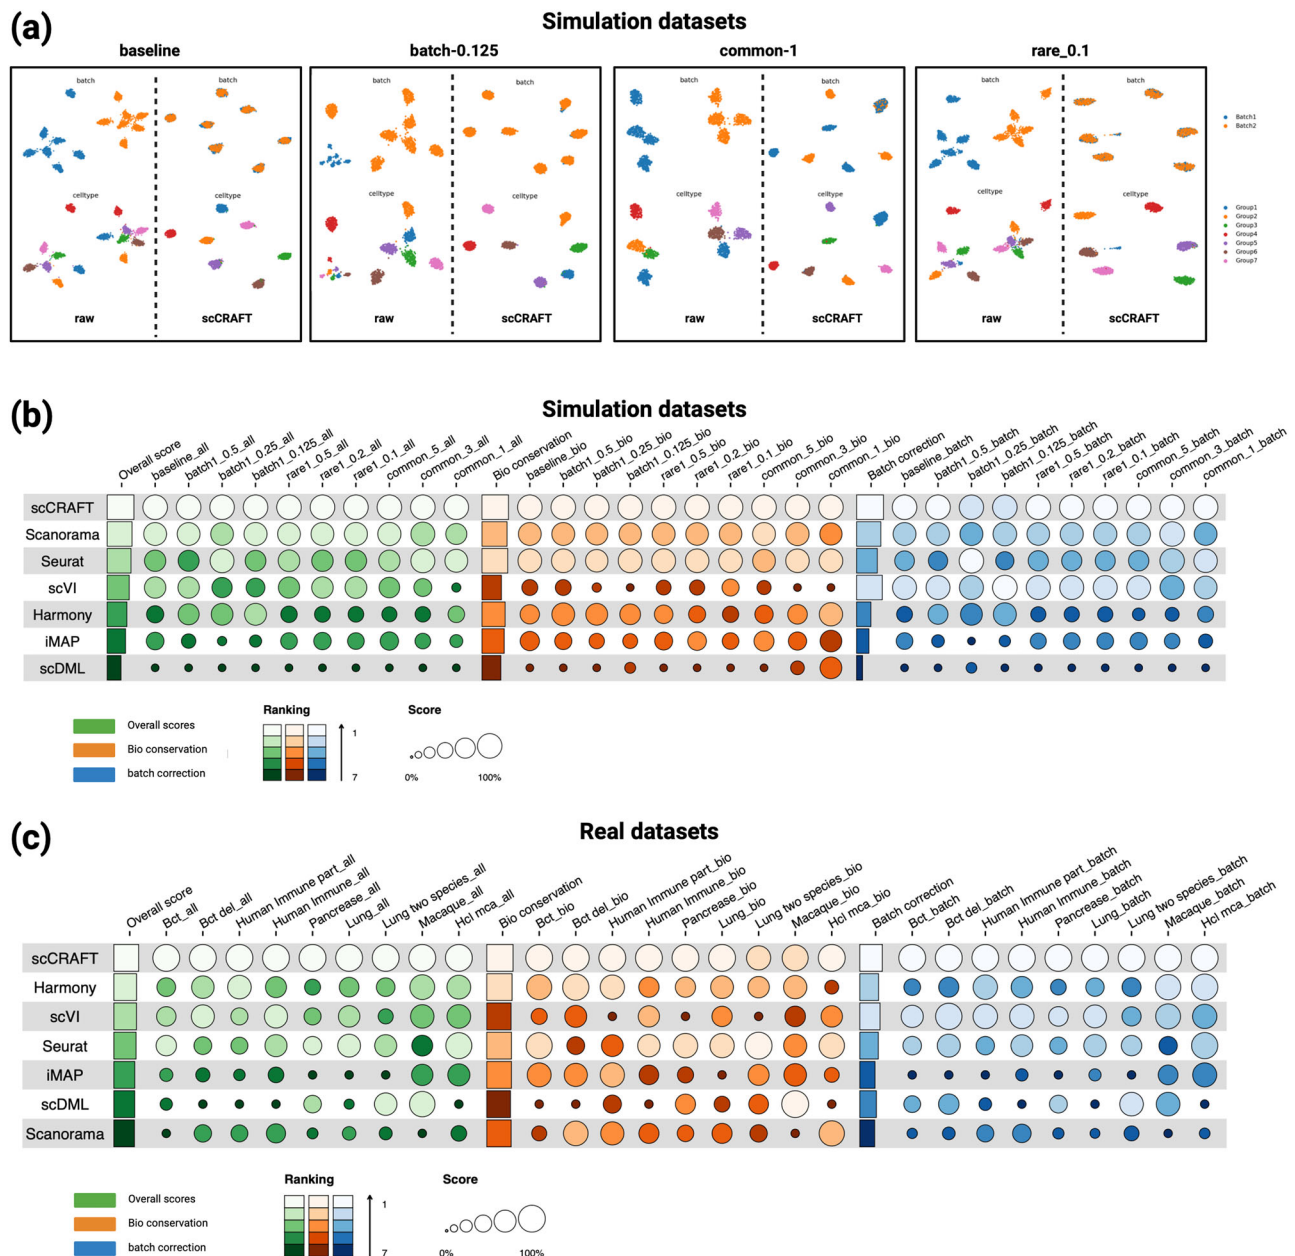 (a)
Simulation datasets
baseline
batch-0.125
common-1
rare_0.1
batch
batch
batch
batch
batch
batch
batch
batch
Batch1
Batch2
celltype
celltype
celltype
celltype
celltype
celltype
celltype
celltype
Group1
Group2
Group3
Group4
Group5
Group6
Group7
raw
scCRAFT
raw
scCRAFT
raw
scCRAFT
raw
scCRAFT
(b)
Simulation datasets
Overall score
baseline_all
batch1_0.5_all
batch1_0.25_all
batch1_0.125_all
rare1_0.5_all
rare1_0.2_all
rare1_0.1_all
common_5_all
common_3_all
common_1_all
Bio conservation
baseline_bio
batch1_0.5_bio
batch1_0.25_bio
batch1_0.125_bio
rare1_0.5_bio
rare1_0.2_bio
rare1_0.1_bio
common_5_bio
common_3_bio
common_1_bio
Batch correction
baseline_batch
batch1_0.5_batch
batch1_0.25_batch
batch1_0.125_batch
rare1_0.5_batch
rare1_0.2_batch
rare1_0.1_batch
common_5_batch
common_3_batch
common_1_batch
scCRAFT
Scanorama
Seurat
scVI
Harmony
iMAP
scDML
Overall scores
Bio conservation
batch correction
Ranking
1
7
Score
0%
100%
(c)
Real datasets
Overall score
Bct_all
Bct del_all
Human Immune part_all
Human Immune_all
Pancrease_all
Lung_all
Lung two species_all
Macaque_all
Hcl mca_all
Bio conservation
Bct_bio
Bct del_bio
Human Immune part_bio
Human Immune_bio
Pancrease_bio
Lung_bio
Lung two species_bio
Macaque_bio
Hcl mca_bio
Batch correction
Bct_batch
Bct del_batch
Human Immune part_batch
Human Immune_batch
Pancrease_batch
Lung_batch
Lung two species_batch
Macaque_batch
Hcl mca_batch
scCRAFT
Harmony
scVI
Seurat
iMAP
scDML
Scanorama
Overall scores
Bio conservation
batch correction
Ranking
1
7
Score
0%
100%